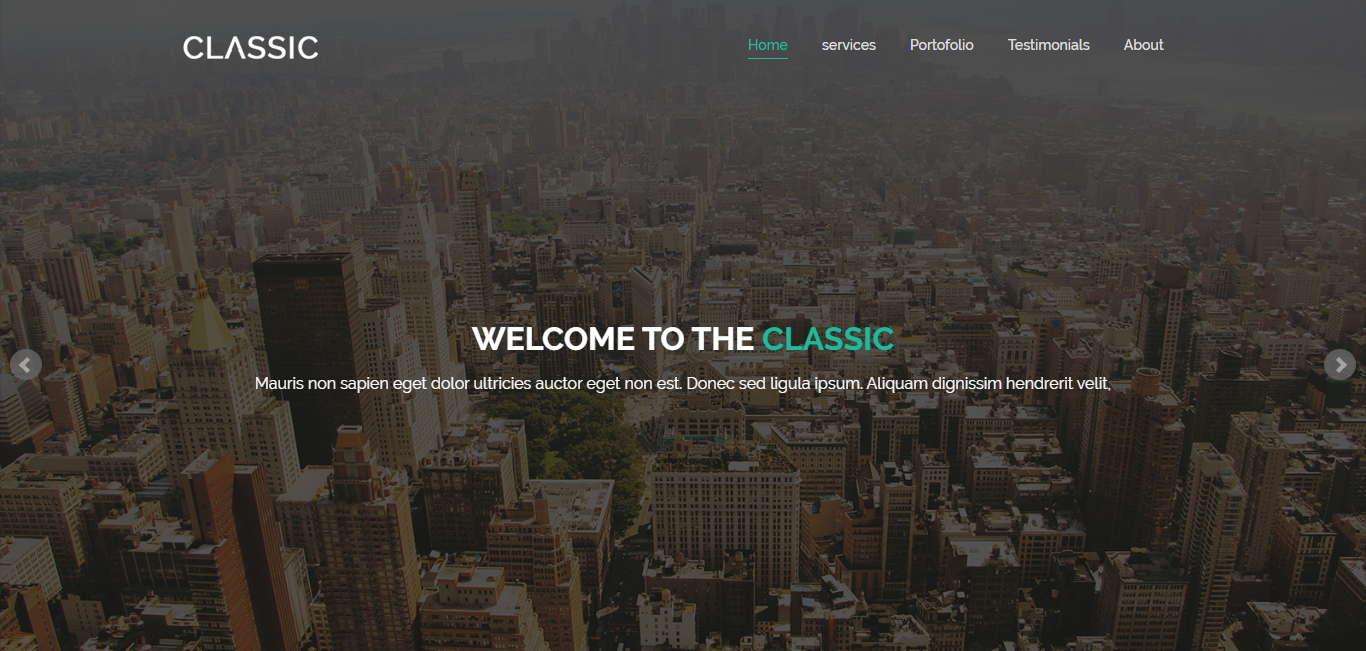 CLASSIC
Home services Portofolio Testimonials About
WELCOME TO THE CLASSIC
Mauris non sapien eget dolor ultricies auctor eget non est. Donec sed ligula ipsum. Aliquam dignissim hendrerit velit,